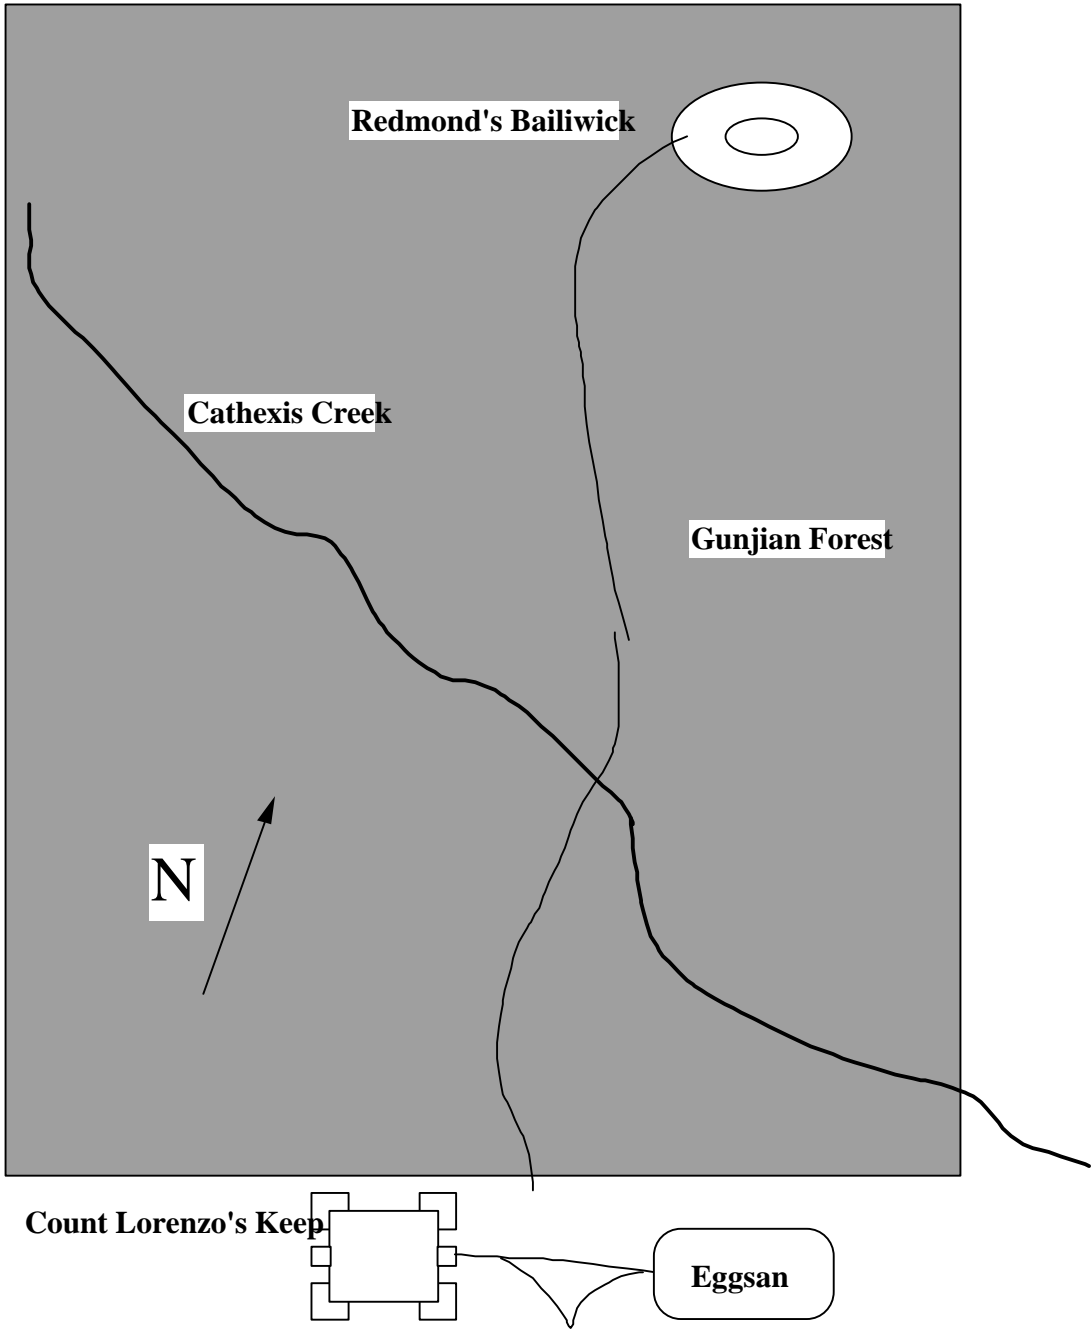 Redmond's Bailiwick
Cathexis Creek
Gunjian Forest
N
Count Lorenzo's Keep
Eggsan